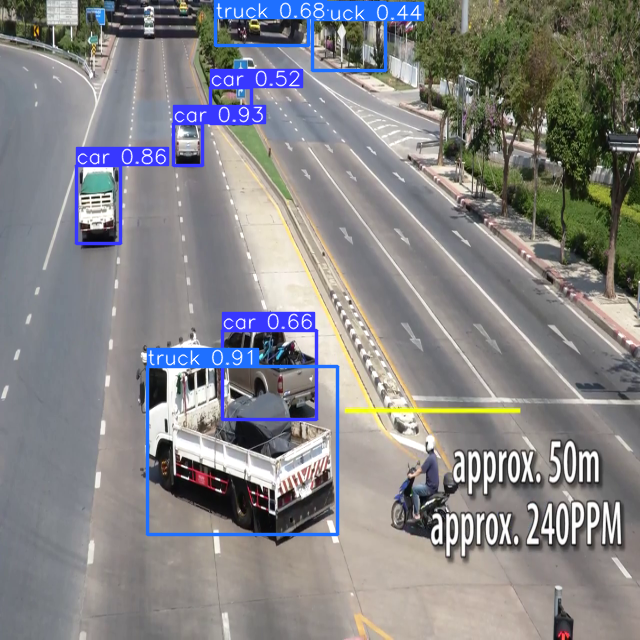 truck 0.68
uck 0.44
car 0.52
car 0.93
car 0.86
car 0.66
truck 0.91
approx. 50m
approx. 240PPM